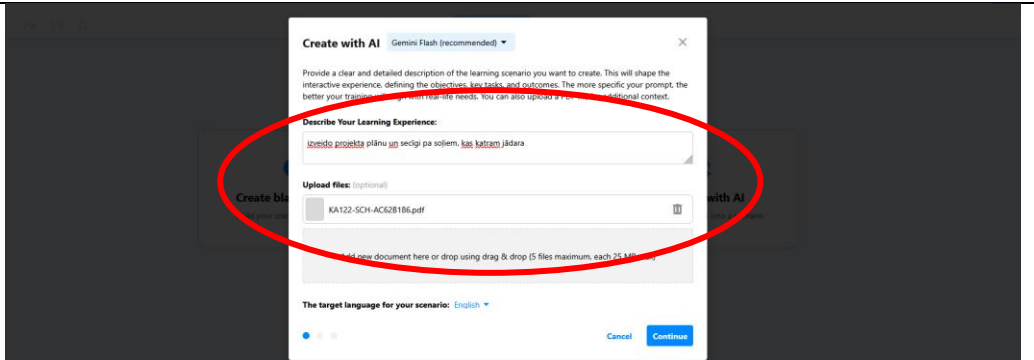 Create with AI Gemini Flash (recommended)
Provide a clear and detailed description of the learning scenario you want to create. This will shape the
interactive experience, defining the objectives, key tasks, and outcomes. The more specific your prompt, the
better your training with real-life needs. You can also upload a PDF additional context.
Describe Your Learning Experience:
izveido projekta plānu un secīgi pa soļiem, kas katram jādara
Upload files: (optional)
Create bla
with AI
KA122-SCH-AC62B186.pdf
new document here or drop using drag & drop (5 files maximum, each 25 MB
The target language for your scenario: English
Cancel Continue